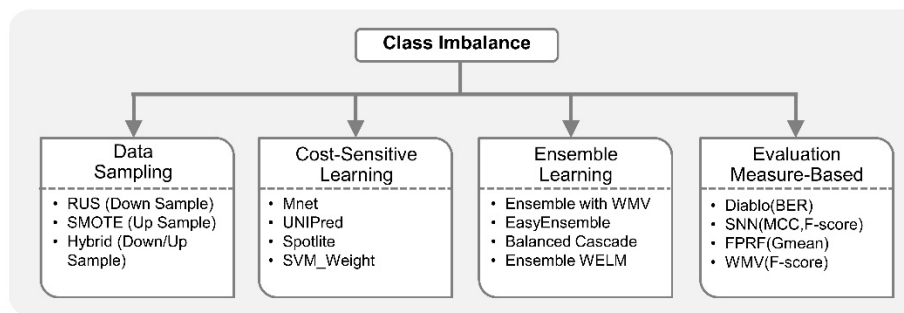 Class Imbalance
Data
Sampling
• RUS (Down Sample)
• SMOTE (Up Sample)
• Hybrid (Down/Up
Sample)
Cost-Sensitive
Learning
• Mnet
• UNIPred
• Spotlite
• SVM_Weight
Ensemble
Learning
• Ensemble with WMV
• EasyEnsemble
• Balanced Cascade
• Ensemble WELM
Evaluation
Measure-Based
• Diablo(BER)
• SNN(MCC,F-score)
• FPRF(Gmean)
• WMV(F-score)